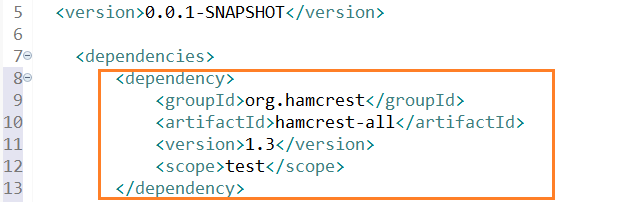 5 <version>0.0.1-SNAPSHOT</version>
6
7 <dependencies>
8 <dependency>
9 <groupId>org.hamcrest</groupId>
10 <artifactId>hamcrest-all</artifactId>
11 <version>1.3</version>
12 <scope>test</scope>
13 </dependency>